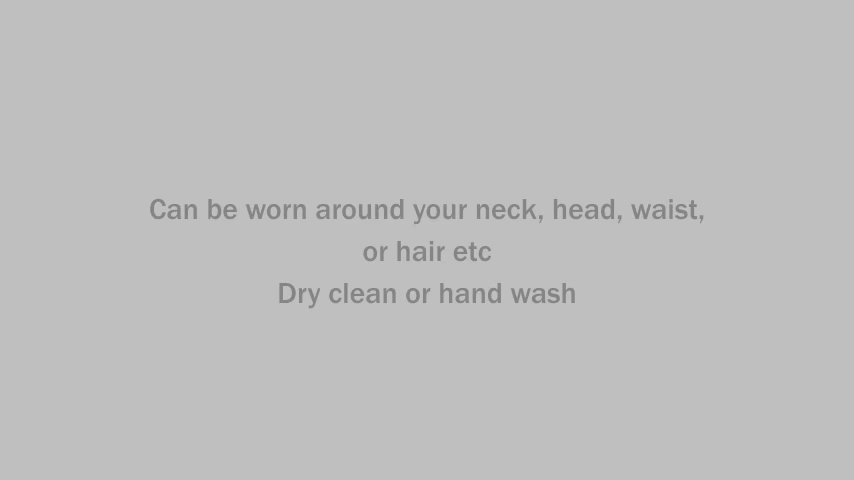 Can be worn around your neck, head, waist,
or hair etc
Dry clean or hand wash